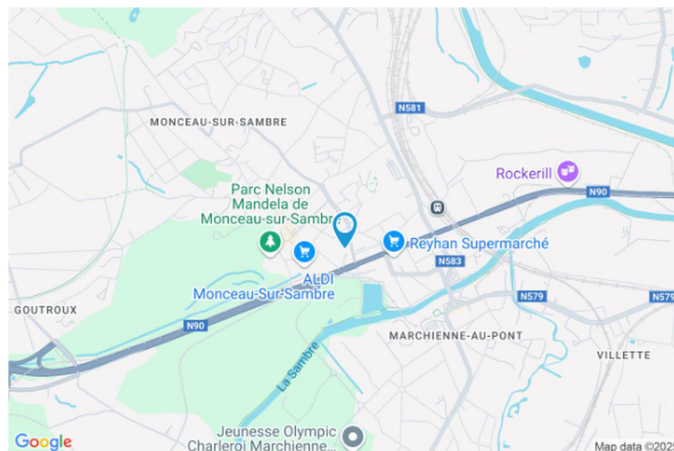 N581
MONCEAU-SUR-SAMBRE
Rockerill
N90
Parc Nelson
Mandela de
Monceau-sur-Sambre
Reyhan Supermarché
N583
ALDI
Monceau-Sur-Sambre
N579
N579
GOUTROUX
N90
La Sambre
MARCHIENNE-AU-PONT
VILLETTE
Jeunesse Olympic
Charleroi Marchienne...
Google
Map data ©2025